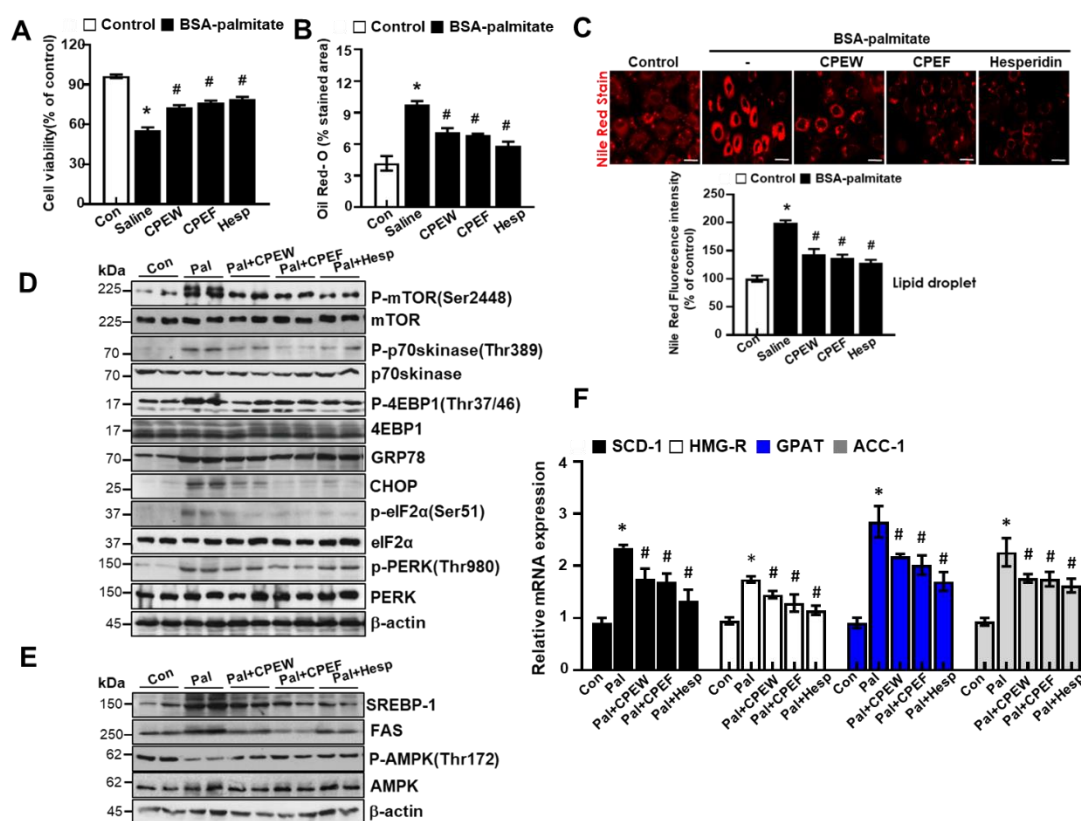 A
Control BSA-palmitate
Cell viability(% of control)
120
90
60
30
0
* # # #
Con Saline CPEW CPEF Hesp
B
Control BSA-palmitate
Oil Red- O (% stained area)
15
12
9
6
3
0
* # # #
Con Saline CPEW CPEF Hesp
C
BSA-palmitate
Control - CPEW CPEF Hesperidin
Nile Red Stain
Control BSA-palmitate
Nile Red Fluorecence intensity
(% of control)
250
200
150
100
50
0
* # # #
Con Saline CPEW CPEF Hesp
Lipid droplet
D
kDa Con Pal Pal+CPEW Pal+CPEF Pal+Hesp
225 P-mTOR(Ser2448)
225 mTOR
70 P-p70skinase(Thr389)
70 p70skinase
17 P-4EBP1(Thr37/46)
17 4EBP1
70 GRP78
25 CHOP
37 p-eIF2α(Ser51)
37 eIF2α
150 p-PERK(Thr980)
150 PERK
45 β-actin
E
kDa Con Pal Pal+CPEW Pal+CPEF Pal+Hesp
150 SREBP-1
250 FAS
62 P-AMPK(Thr172)
62 AMPK
45 β-actin
F
SCD-1 HMG-R GPAT ACC-1
Relative mRNA expression
4
3
2
1
0
* # # # * # # # * # # # * # # #
Con Pal Pal+CPEW Pal+CPEF Pal+Hesp Con Pal Pal+CPEW Pal+CPEF Pal+Hesp Con Pal Pal+CPEW Pal+CPEF Pal+Hesp Con Pal Pal+CPEW Pal+CPEF Pal+Hesp